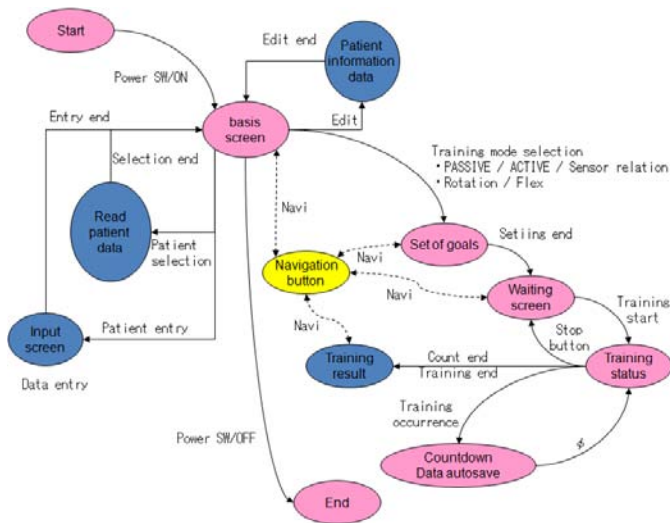 Start
Power SW/ON
Edit end
Patient
information
data
Entry end
basis
screen
Edit
Selection end
Training mode selection
・PASSIVE / ACTIVE / Sensor relation
・Rotation / Flex
Read
patient
data
Navi
Patient
selection
Set of goals
Setiing end
Navi
Navigation
button
Navi
Waiting
screen
Input
screen
Patient entry
Navi
Training
start
Stop
button
Data entry
Training
result
Count end
Training end
Training
status
Training
occurrence
Power SW/OFF
φ
Countdown
Data autosave
End